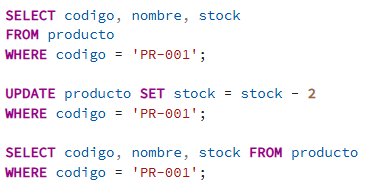 SELECT codigo, nombre, stock
FROM producto
WHERE codigo = 'PR-001';
UPDATE producto SET stock = stock - 2
WHERE codigo = 'PR-001';
SELECT codigo, nombre, stock FROM producto
WHERE codigo = 'PR-001';